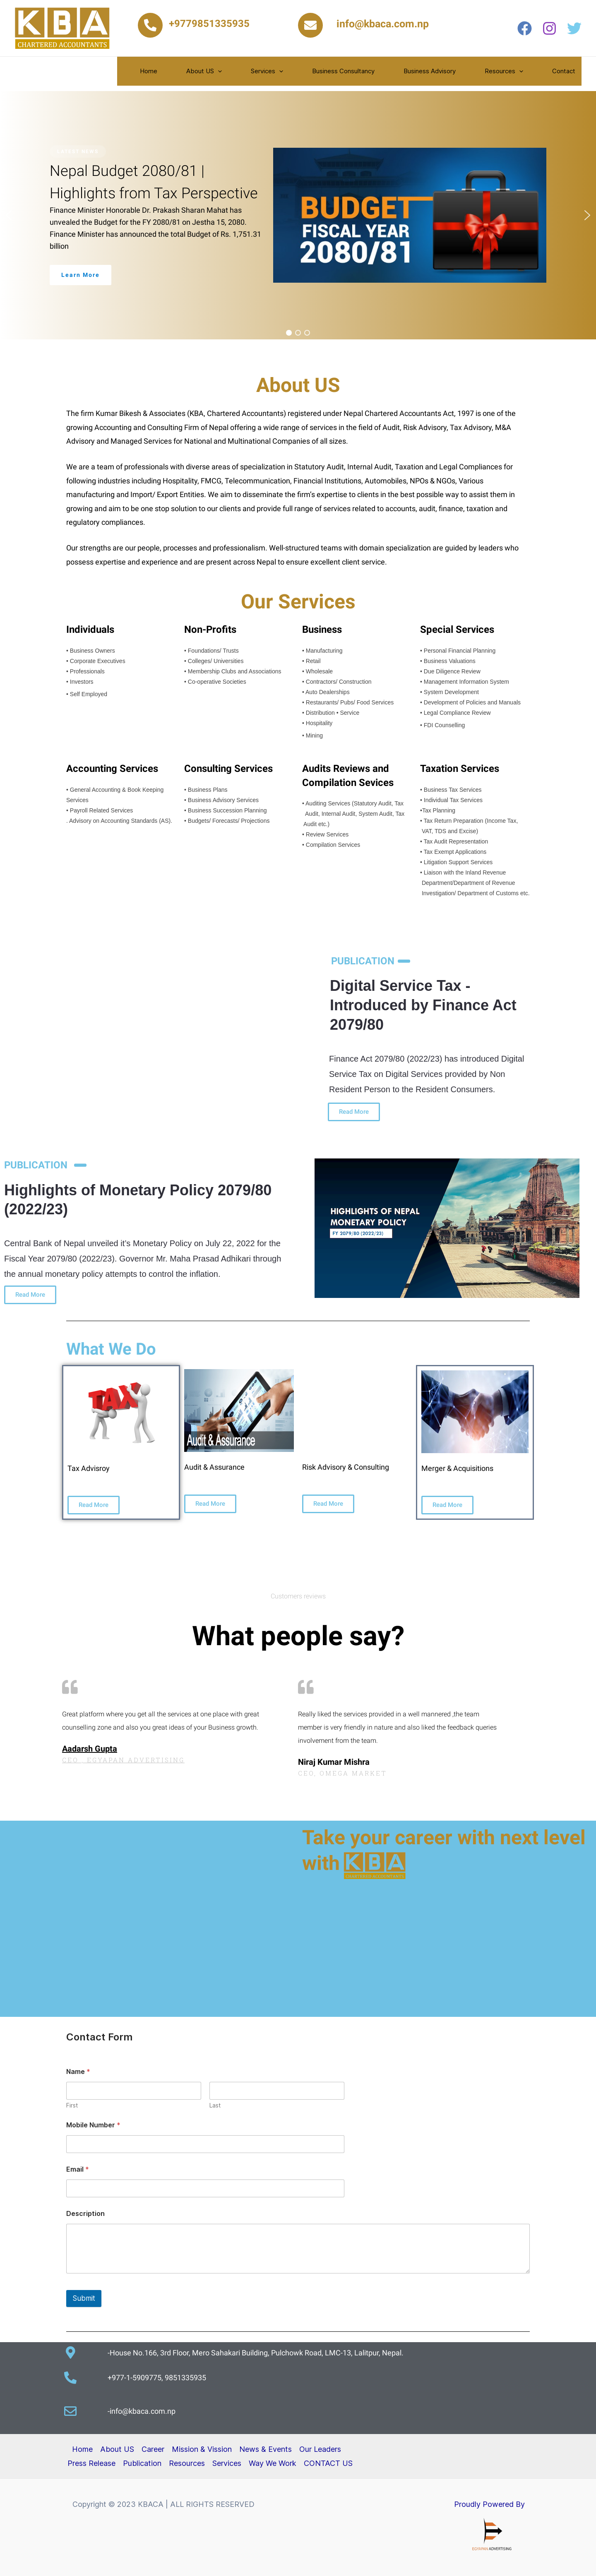 KBA
CHARTERED ACCOUNTANTS
+9779851335935
info@kbaca.com.np
Home
About US
Services
Business Consultancy
Business Advisory
Resources
Contact
LATEST NEWS
Nepal Budget 2080/81 |
Highlights from Tax Perspective
Finance Minister Honorable Dr. Prakash Sharan Mahat has
unvealed the Budget for the FY 2080/81 on Jestha 15, 2080.
Finance Minister has announced the total Budget of Rs. 1,751.31
billion
Learn More
BUDGET
FISCAL YEAR
2080/81
About US
The firm Kumar Bikesh & Associates (KBA, Chartered Accountants) registered under Nepal Chartered Accountants Act, 1997 is one of the
growing Accounting and Consulting Firm of Nepal offering a wide range of services in the field of Audit, Risk Advisory, Tax Advisory, M&A
Advisory and Managed Services for National and Multinational Companies of all sizes.
We are a team of professionals with diverse areas of specialization in Statutory Audit, Internal Audit, Taxation and Legal Compliances for
following industries including Hospitality, FMCG, Telecommunication, Financial Institutions, Automobiles, NPOs & NGOs, Various
manufacturing and Import/ Export Entities. We aim to disseminate the firm's expertise to clients in the best possible way to assist them in
growing and aim to be one stop solution to our clients and provide full range of services related to accounts, audit, finance, taxation and
regulatory compliances.
Our strengths are our people, processes and professionalism. Well-structured teams with domain specialization are guided by leaders who
possess expertise and experience and are present across Nepal to ensure excellent client service.
Our Services
Individuals
• Business Owners
• Corporate Executives
• Professionals
• Investors
• Self Employed
Non-Profits
• Foundations/ Trusts
• Colleges/ Universities
• Membership Clubs and Associations
• Co-operative Societies
Business
• Manufacturing
• Retail
• Wholesale
• Contractors/ Construction
• Auto Dealerships
• Restaurants/ Pubs/ Food Services
• Distribution • Service
• Hospitality
• Mining
Special Services
• Personal Financial Planning
• Business Valuations
• Due Diligence Review
• Management Information System
• System Development
• Development of Policies and Manuals
• Legal Compliance Review
• FDI Counselling
Accounting Services
• General Accounting & Book Keeping
Services
• Payroll Related Services
. Advisory on Accounting Standards (AS).
Consulting Services
• Business Plans
• Business Advisory Services
• Business Succession Planning
• Budgets/ Forecasts/ Projections
Audits Reviews and
Compilation Sevices
• Auditing Services (Statutory Audit, Tax
Audit, Internal Audit, System Audit, Tax
Audit etc.)
• Review Services
• Compilation Services
Taxation Services
• Business Tax Services
• Individual Tax Services
•Tax Planning
• Tax Return Preparation (Income Tax,
VAT, TDS and Excise)
• Tax Audit Representation
• Tax Exempt Applications
• Litigation Support Services
• Liaison with the Inland Revenue
Department/Department of Revenue
Investigation/ Department of Customs etc.
PUBLICATION
Digital Service Tax -
Introduced by Finance Act
2079/80
Finance Act 2079/80 (2022/23) has introduced Digital
Service Tax on Digital Services provided by Non
Resident Person to the Resident Consumers.
Read More
PUBLICATION
Highlights of Monetary Policy 2079/80
(2022/23)
Central Bank of Nepal unveiled it's Monetary Policy on July 22, 2022 for the
Fiscal Year 2079/80 (2022/23). Governor Mr. Maha Prasad Adhikari through
the annual monetary policy attempts to control the inflation.
Read More
HIGHLIGHTS OF NEPAL
MONETARY POLICY
FY 2079/80 (2022/23)
What We Do
TAX
Tax Advisroy
Read More
Audit & Assurance
Audit & Assurance
Read More
Risk Advisory & Consulting
Read More
Merger & Acquisitions
Read More
Customers reviews
What people say?
Great platform where you get all the services at one place with great
counselling zone and also you great ideas of your Business growth.
Aadarsh Gupta
Really liked the services provided in a well mannered ,the team
member is very friendly in nature and also liked the feedback queries
involvement from the team.
Niraj Kumar Mishra
CEO, OMEGA MARKET
Take your career with next level
with KBA
CHARTERED ACCOUNTANTS
Contact Form
Name *
First
Last
Mobile Number *
Email *
Description
Submit
-House No.166, 3rd Floor, Mero Sahakari Building, Pulchowk Road, LMC-13, Lalitpur, Nepal.
+977-1-5909775, 9851335935
-info@kbaca.com.np
Home About US Career Mission & Vission News & Events Our Leaders
Press Release Publication Resources Services Way We Work CONTACT US
Copyright © 2023 KBACA | ALL RIGHTS RESERVED
Proudly Powered By